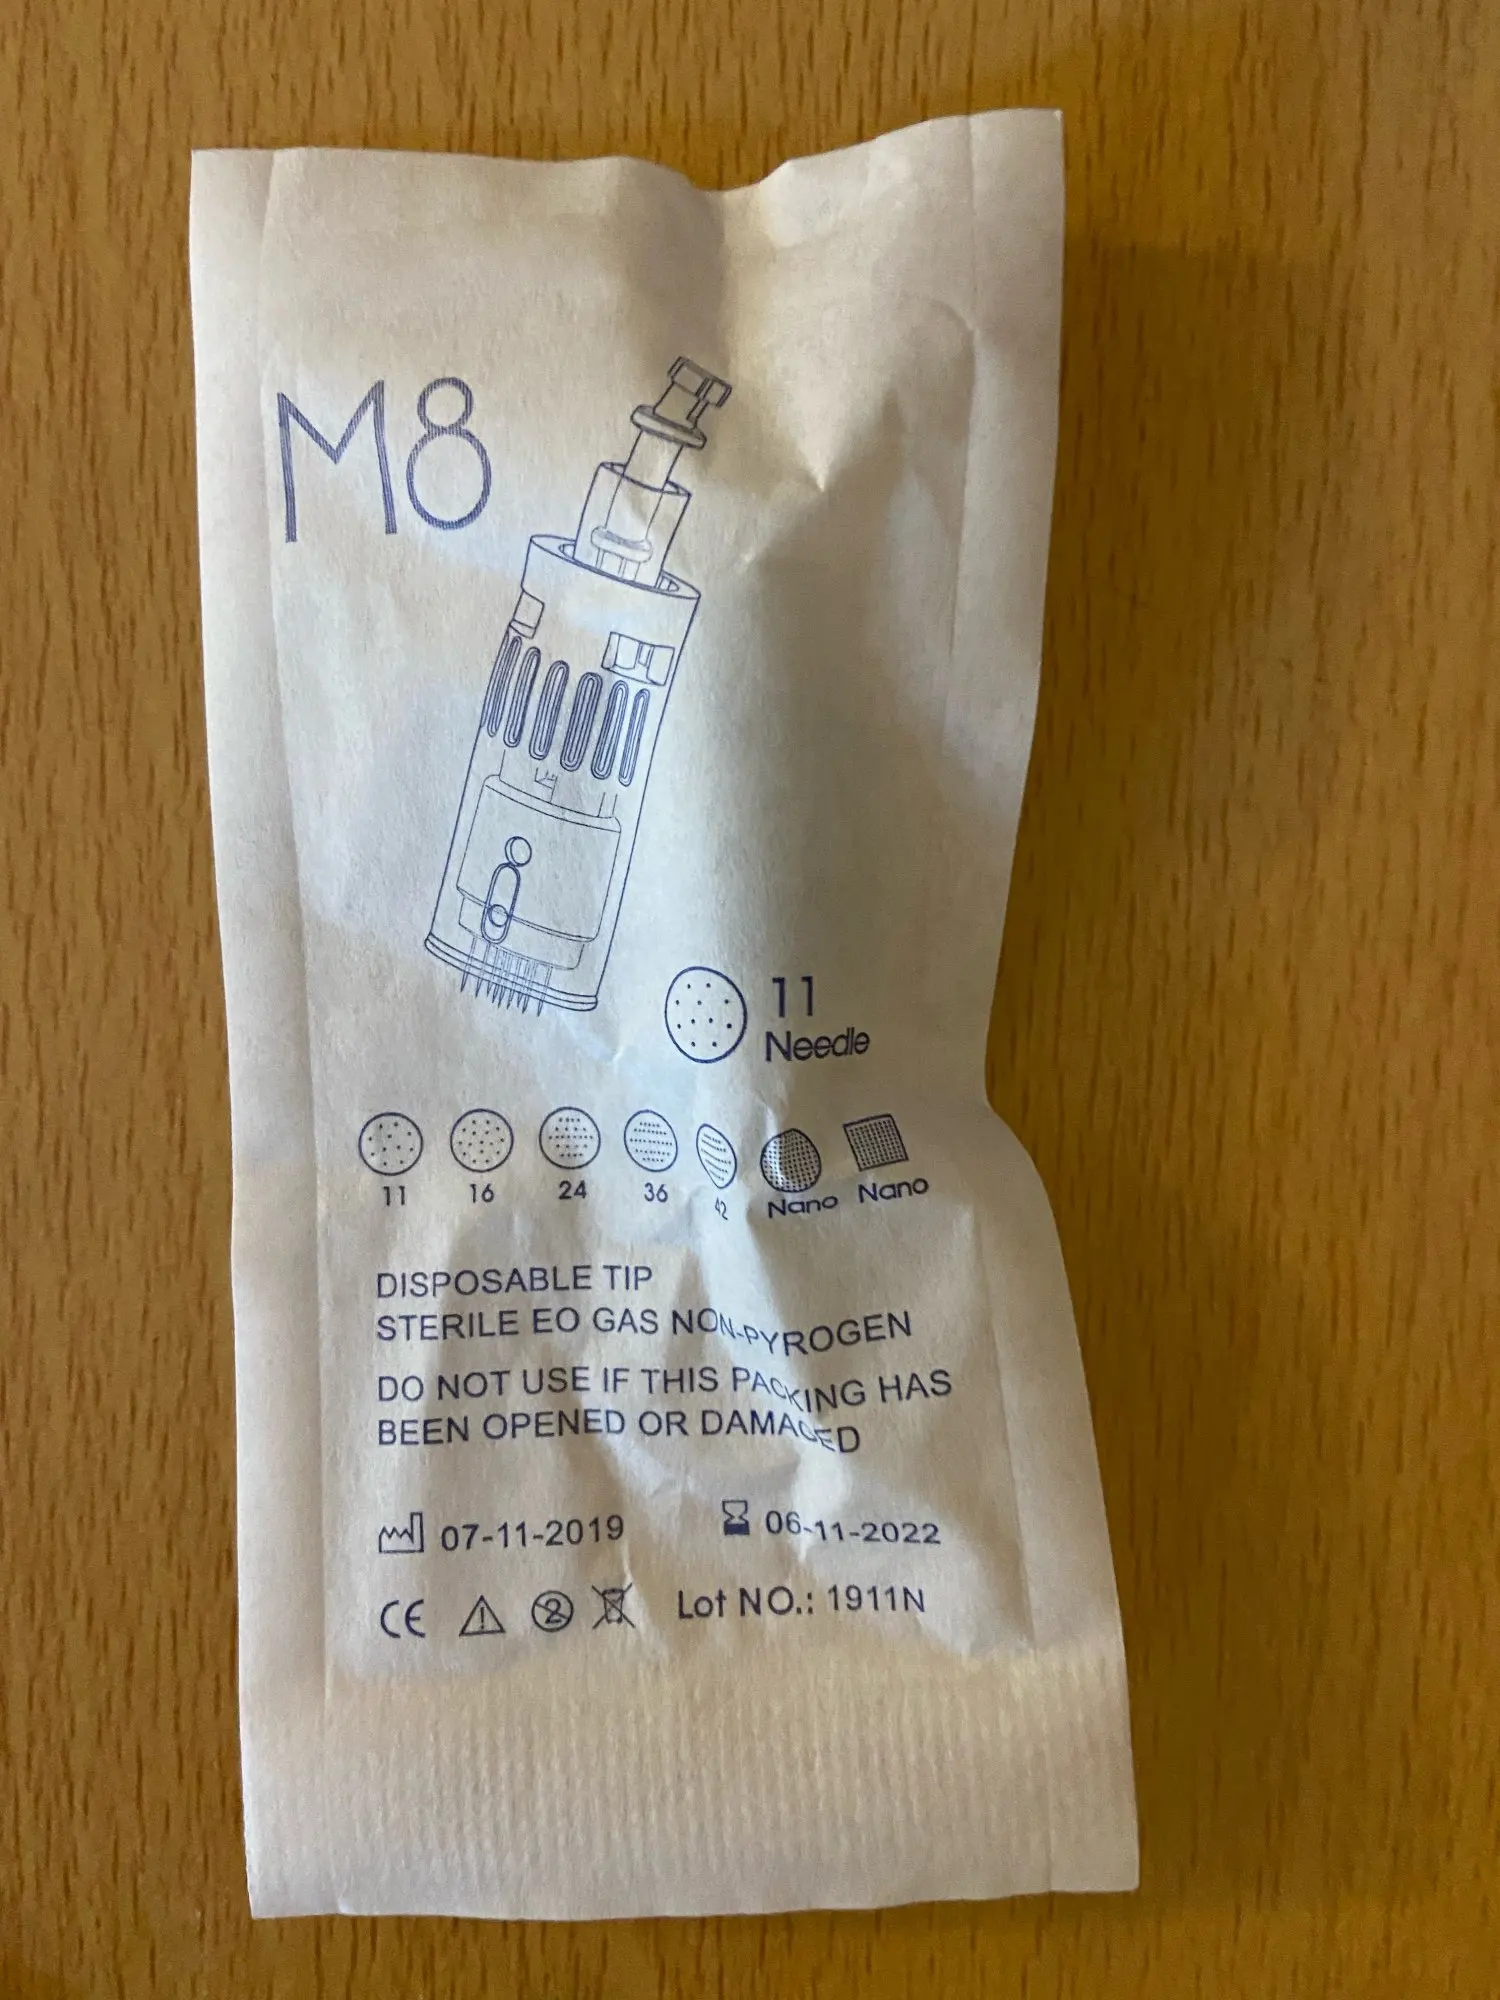 M8
11
Needle
11 16 24 36 42 Nano Nano
DISPOSABLE TIP
STERILE EO GAS NON-PYROGEN
DO NOT USE IF THIS PACKING HAS
BEEN OPENED OR DAMAGED
07-11-2019 06-11-2022
CE 2 Lot NO.: 1911N